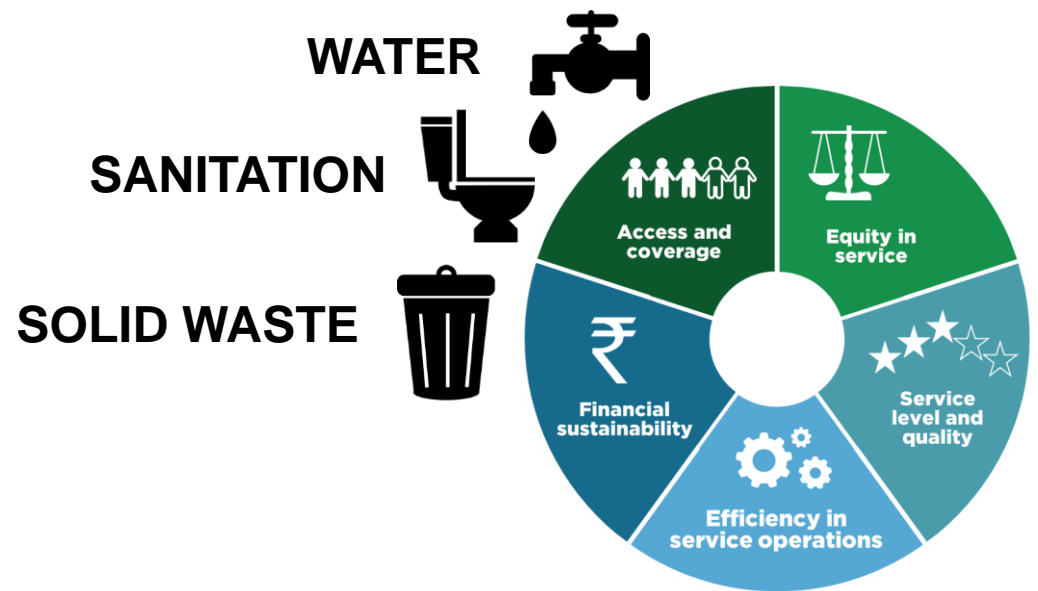 WATER
SANITATION
SOLID WASTE
Access and
coverage
Equity in
service
₹
Financial
sustainability
Service
level and
quality
Efficiency in
service operations